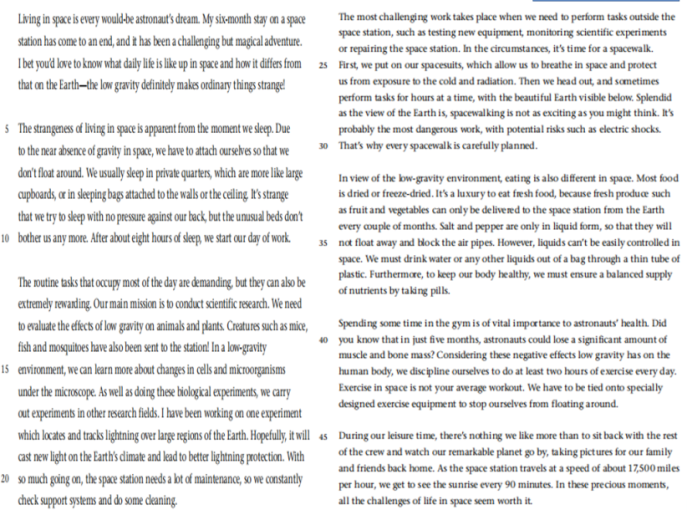 Living in space is every would-be astronaut's dream. My six-month stay on a space
station has come to an end, and it has been a challenging but magical adventure.
I bet you'd love to know what daily life is like up in space and how it differs from
that on the Earth—the low gravity definitely makes ordinary things strange!
5 The strangeness of living in space is apparent from the moment we sleep. Due
to the near absence of gravity in space, we have to attach ourselves so that we
don't float around. We usually sleep in private quarters, which are more like large
cupboards, or in sleeping bags attached to the walls or the ceiling. It's strange
that we try to sleep with no pressure against our back, but the unusual beds don't
10 bother us any more. After about eight hours of sleep, we start our day of work.
The routine tasks that occupy most of the day are demanding, but they can also be
extremely rewarding. Our main mission is to conduct scientific research. We need
to evaluate the effects of low gravity on animals and plants. Creatures such as mice,
fish and mosquitoes have also been sent to the station! In a low-gravity
15 environment, we can learn more about changes in cells and microorganisms
under the microscope. As well as doing these biological experiments, we carry
out experiments in other research fields. I have been working on one experiment
which locates and tracks lightning over large regions of the Earth. Hopefully, it will
cast new light on the Earth's climate and lead to better lightning protection. With
20 so much going on, the space station needs a lot of maintenance, so we constantly
check support systems and do some cleaning.
The most challenging work takes place when we need to perform tasks outside the
space station, such as testing new equipment, monitoring scientific experiments
or repairing the space station. In the circumstances, it's time for a spacewalk.
25 First, we put on our spacesuits, which allow us to breathe in space and protect
us from exposure to the cold and radiation. Then we head out, and sometimes
perform tasks for hours at a time, with the beautiful Earth visible below. Splendid
as the view of the Earth is, spacewalking is not as exciting as you might think. It's
probably the most dangerous work, with potential risks such as electric shocks.
30 That's why every spacewalk is carefully planned.
In view of the low-gravity environment, eating is also different in space. Most food
is dried or freeze-dried. It's a luxury to eat fresh food, because fresh produce such
as fruit and vegetables can only be delivered to the space station from the Earth
every couple of months. Salt and pepper are only in liquid form, so that they will
35 not float away and block the air pipes. However, liquids can't be easily controlled in
space. We must drink water or any other liquids out of a bag through a thin tube of
plastic. Furthermore, to keep our body healthy, we must ensure a balanced supply
of nutrients by taking pills.
Spending some time in the gym is of vital importance to astronauts' health. Did
40 you know that in just five months, astronauts could lose a significant amount of
muscle and bone mass? Considering these negative effects low gravity has on the
human body, we discipline ourselves to do at least two hours of exercise every day.
Exercise in space is not your average workout. We have to be tied onto specially
designed exercise equipment to stop ourselves from floating around.
45 During our leisure time, there's nothing we like more than to sit back with the rest
of the crew and watch our remarkable planet go by, taking pictures for our family
and friends back home. As the space station travels at a speed of about 17,500 miles
per hour, we get to see the sunrise every 90 minutes. In these precious moments,
all the challenges of life in space seem worth it.